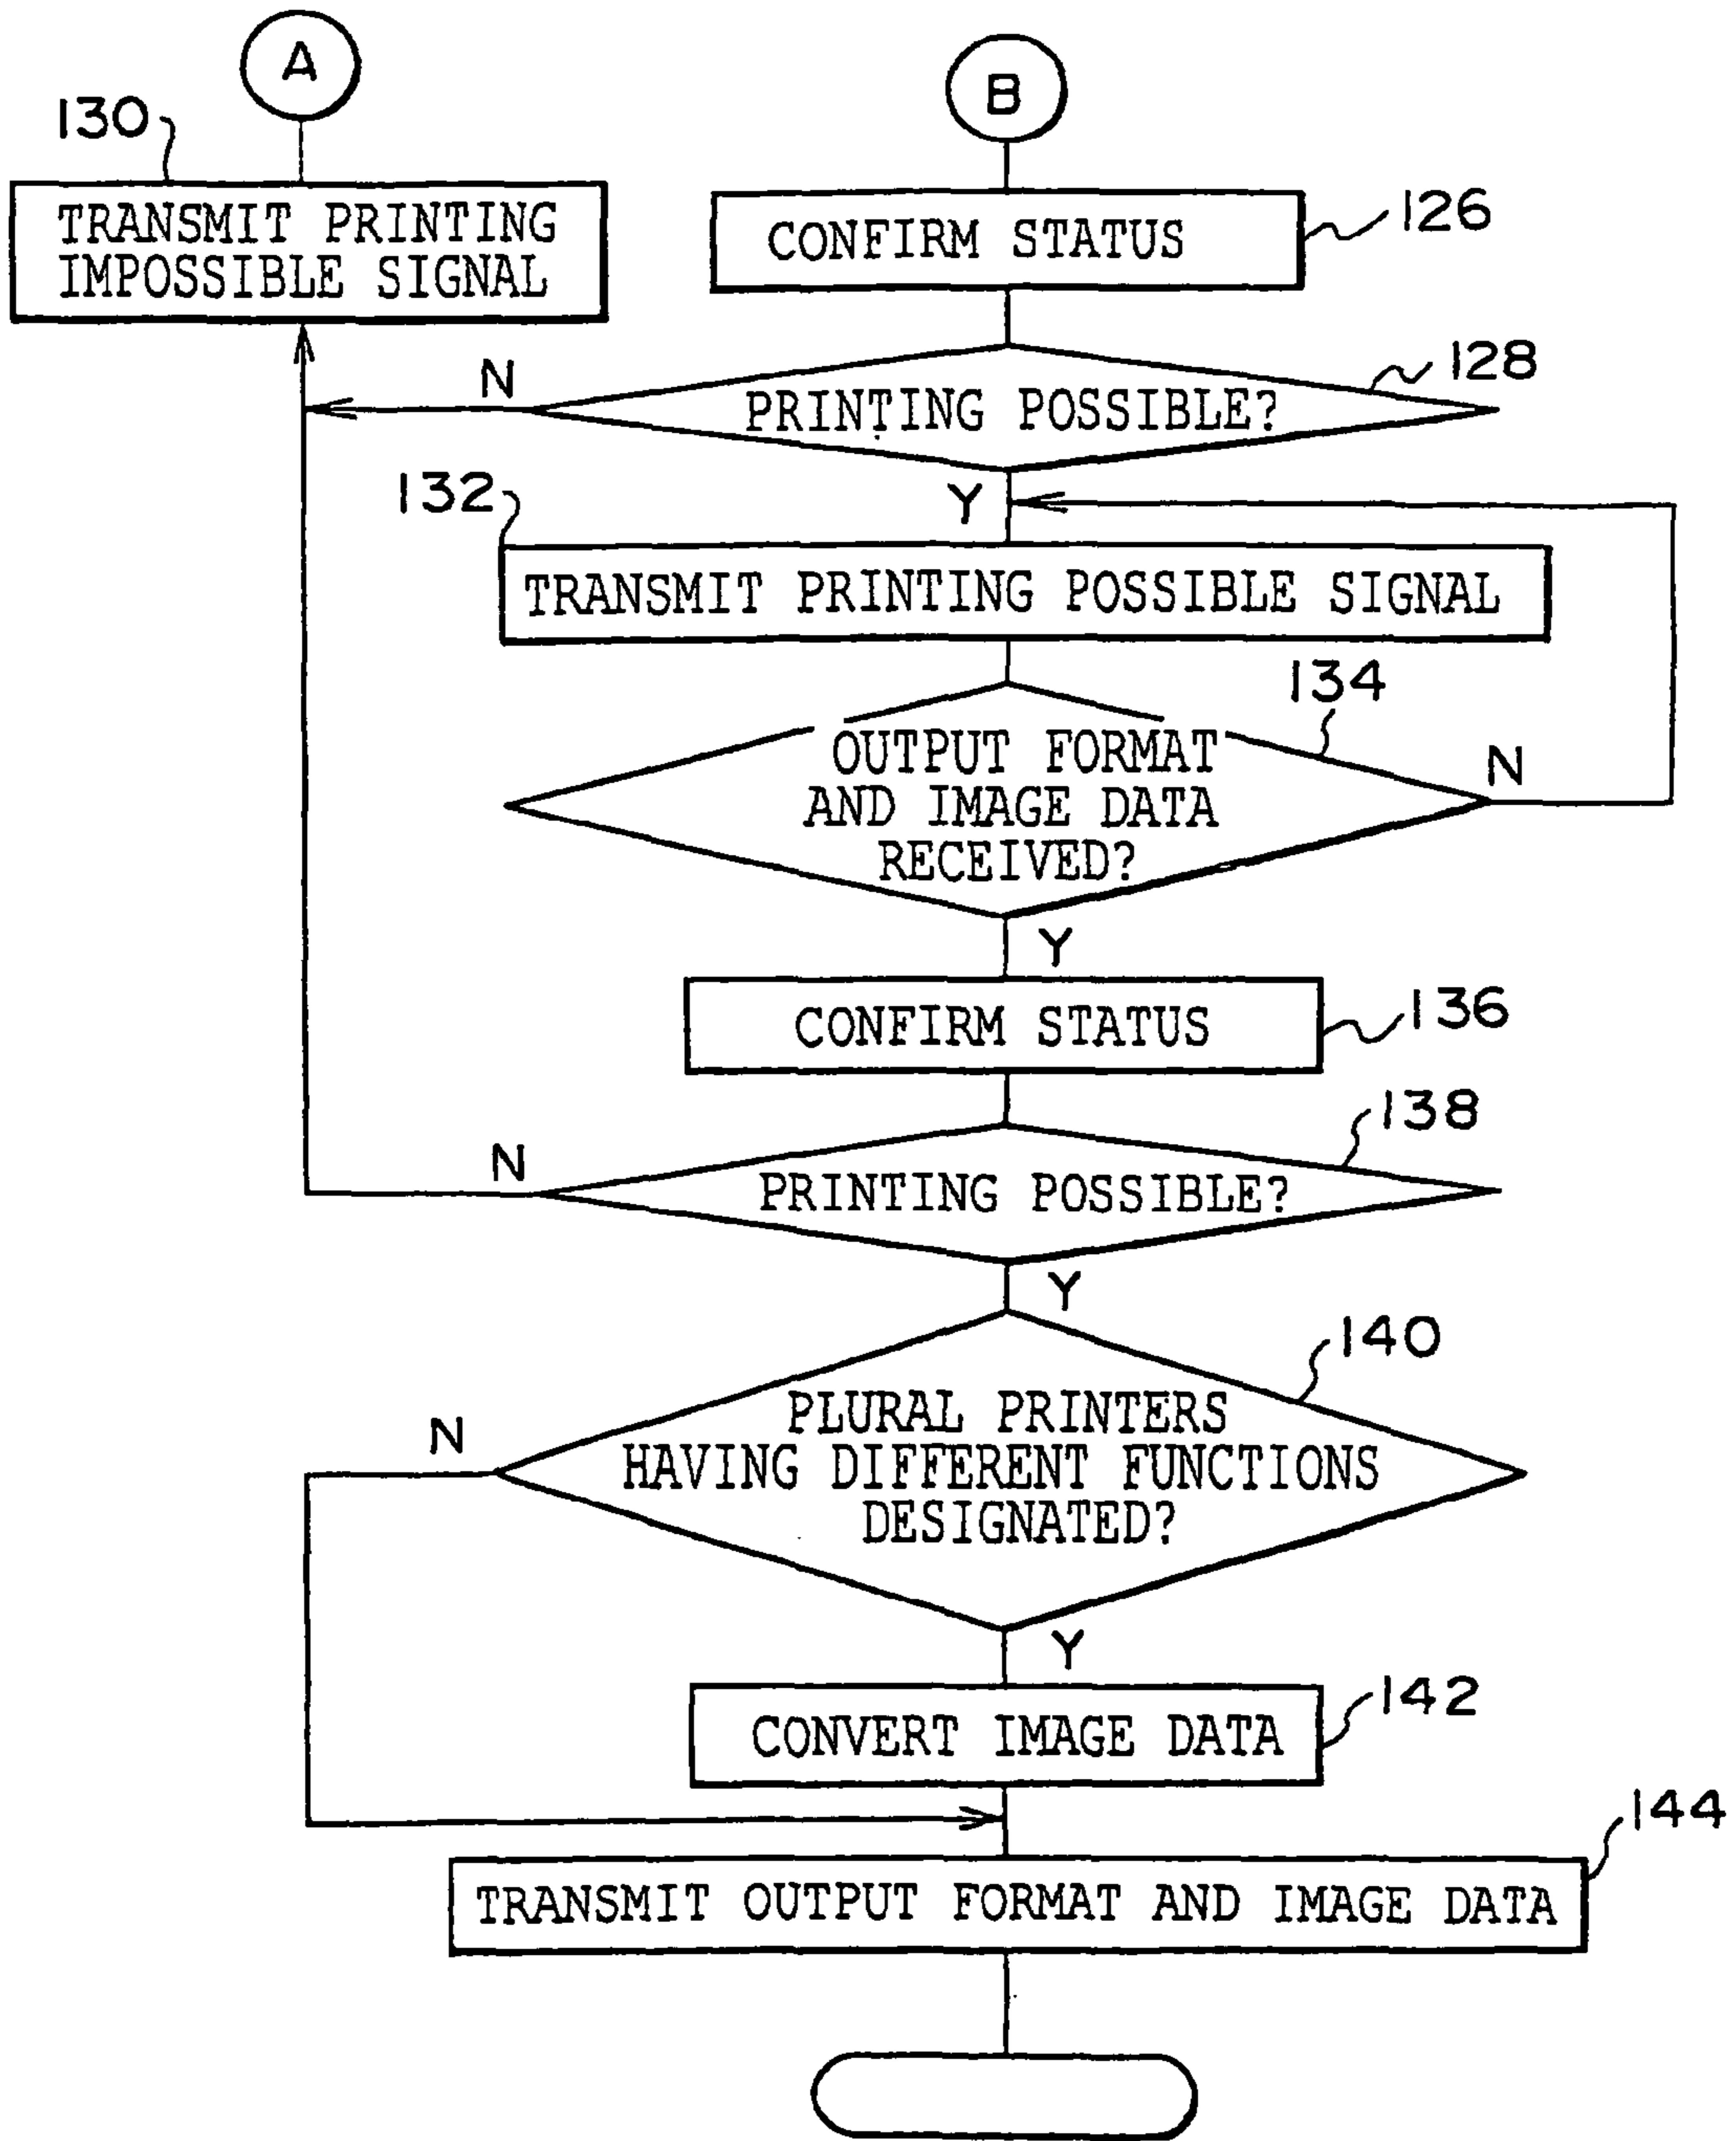 A
B
130
TRANSMIT PRINTING
IMPOSSIBLE SIGNAL
CONFIRM STATUS
126
128
N
PRINTING POSSIBLE?
Y
132
TRANSMIT PRINTING POSSIBLE SIGNAL
134
OUTPUT FORMAT
AND IMAGE DATA
RECEIVED?
N
Y
CONFIRM STATUS
136
138
N
PRINTING POSSIBLE?
Y
140
N
PLURAL PRINTERS
HAVING DIFFERENT FUNCTIONS
DESIGNATED?
Y
142
CONVERT IMAGE DATA
144
TRANSMIT OUTPUT FORMAT AND IMAGE DATA